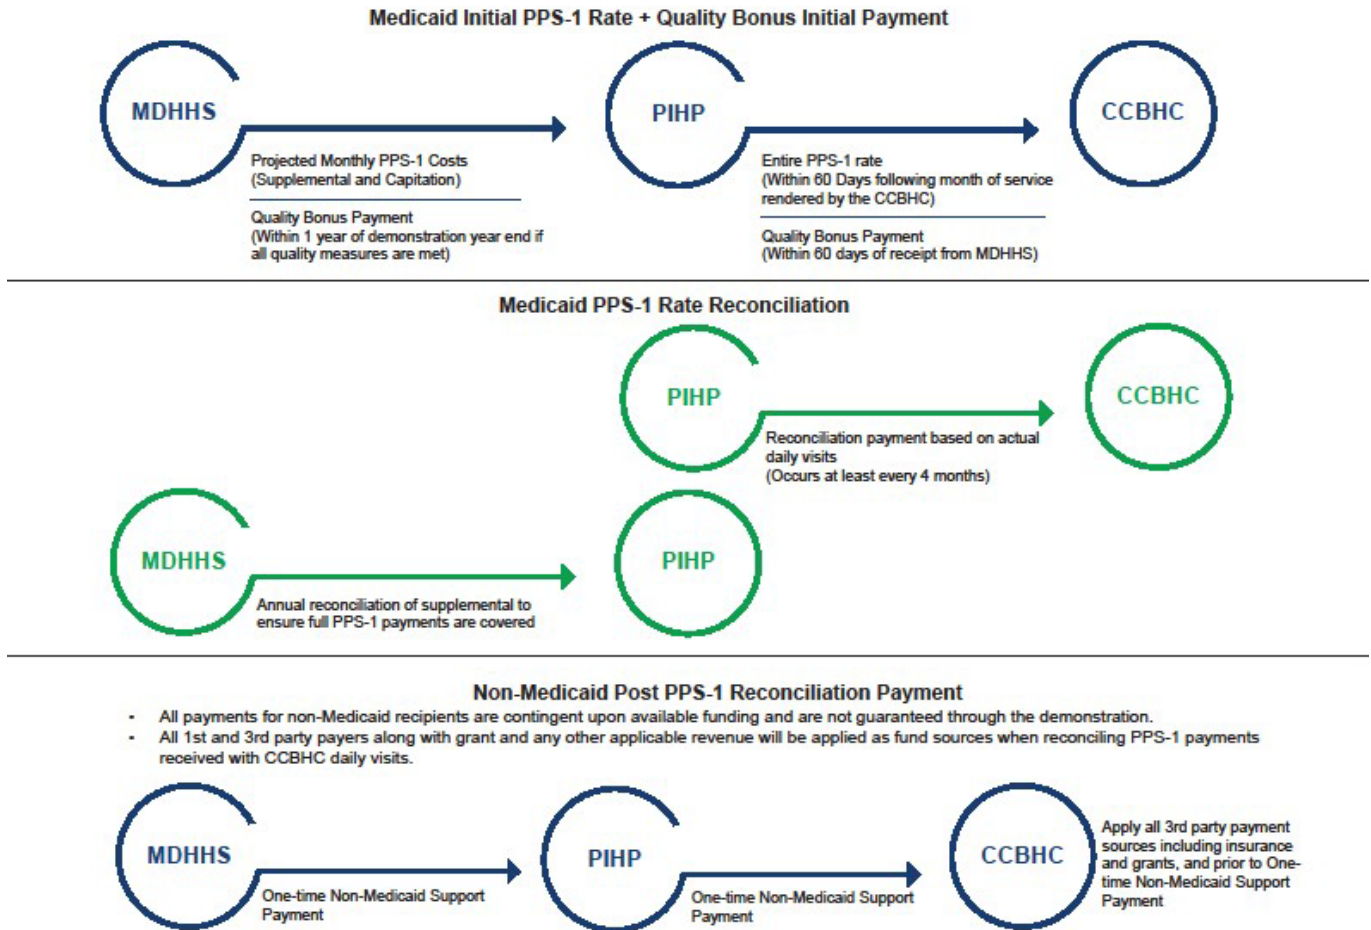 Medicaid Initial PPS-1 Rate + Quality Bonus Initial Payment
MDHHS
PIHP
CCBHC
Projected Monthly PPS-1 Costs
(Supplemental and Capitation)
Quality Bonus Payment
(Within 1 year of demonstration year end if
all quality measures are met)
Entire PPS-1 rate
(Within 60 Days following month of service
rendered by the CCBHC)
Quality Bonus Payment
(Within 60 days of receipt from MDHHS)
Medicaid PPS-1 Rate Reconciliation
PIHP
CCBHC
Reconciliation payment based on actual
daily visits
(Occurs at least every 4 months)
MDHHS
PIHP
Annual reconciliation of supplemental to
ensure full PPS-1 payments are covered
Non-Medicaid Post PPS-1 Reconciliation Payment
- All payments for non-Medicaid recipients are contingent upon available funding and are not guaranteed through the demonstration.
- All 1st and 3rd party payers along with grant and any other applicable revenue will be applied as fund sources when reconciling PPS-1 payments
received with CCBHC daily visits.
MDHHS
PIHP
CCBHC
One-time Non-Medicaid Support
Payment
One-time Non-Medicaid Support
Payment
Apply all 3rd party payment
sources including insurance
and grants, and prior to One-
time Non-Medicaid Support
Payment